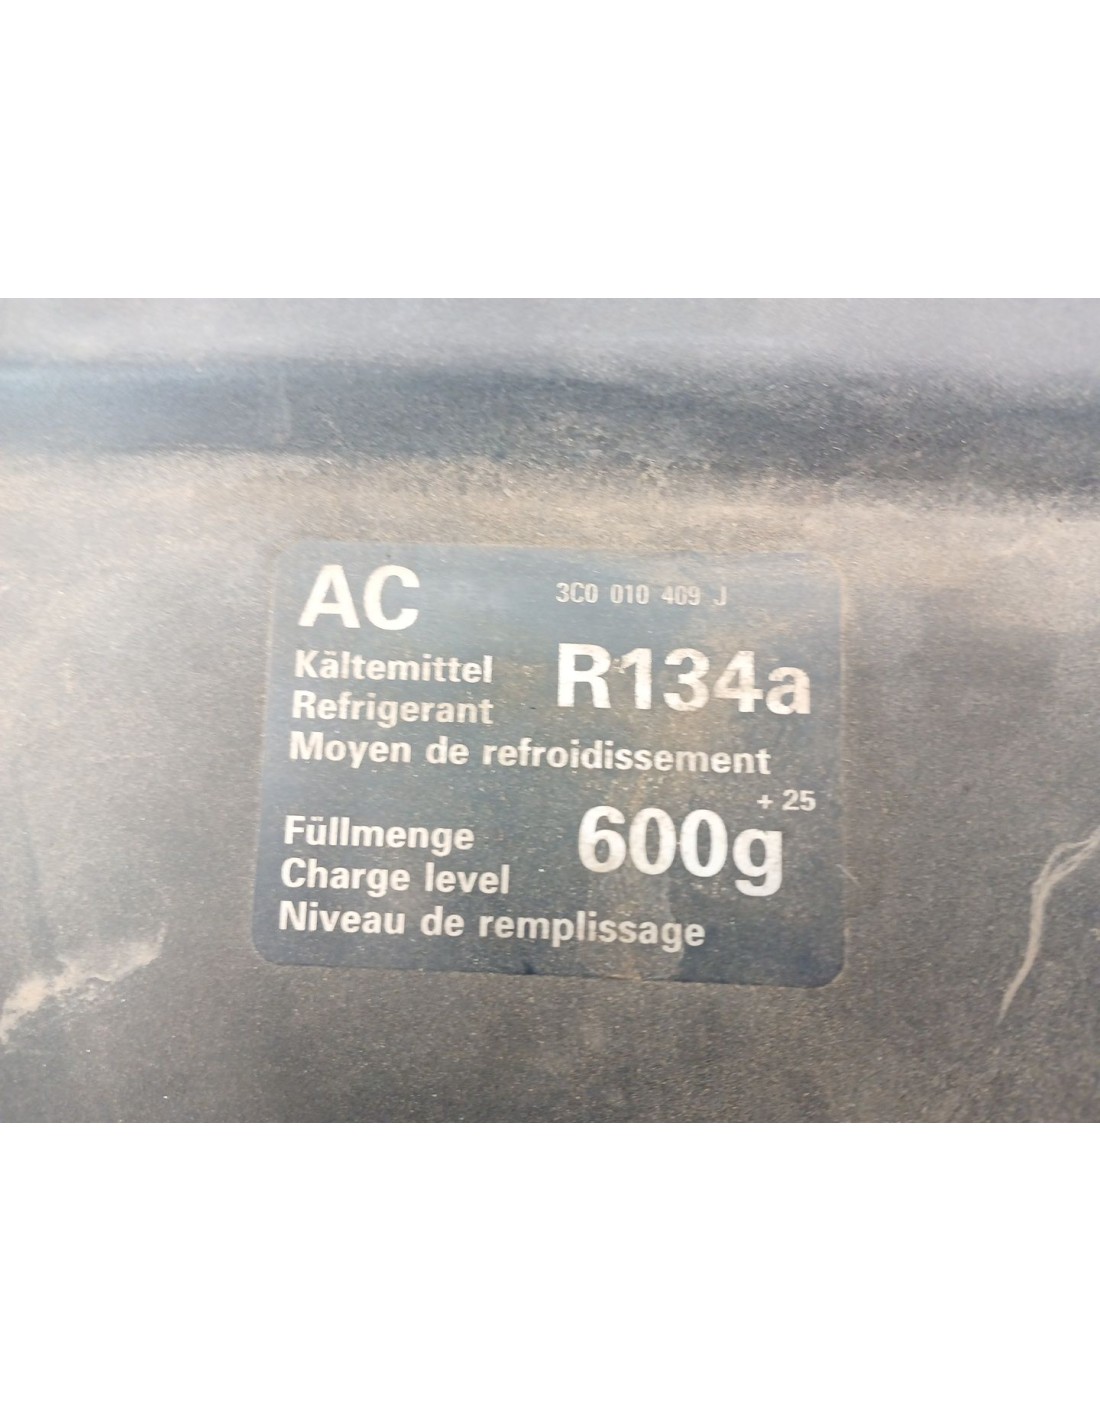 AC 3C0 010 409 J
Kältemittel R134a
Refrigerant
Moyen de refroidissement
Füllmenge 600g + 25
Charge level
Niveau de remplissage